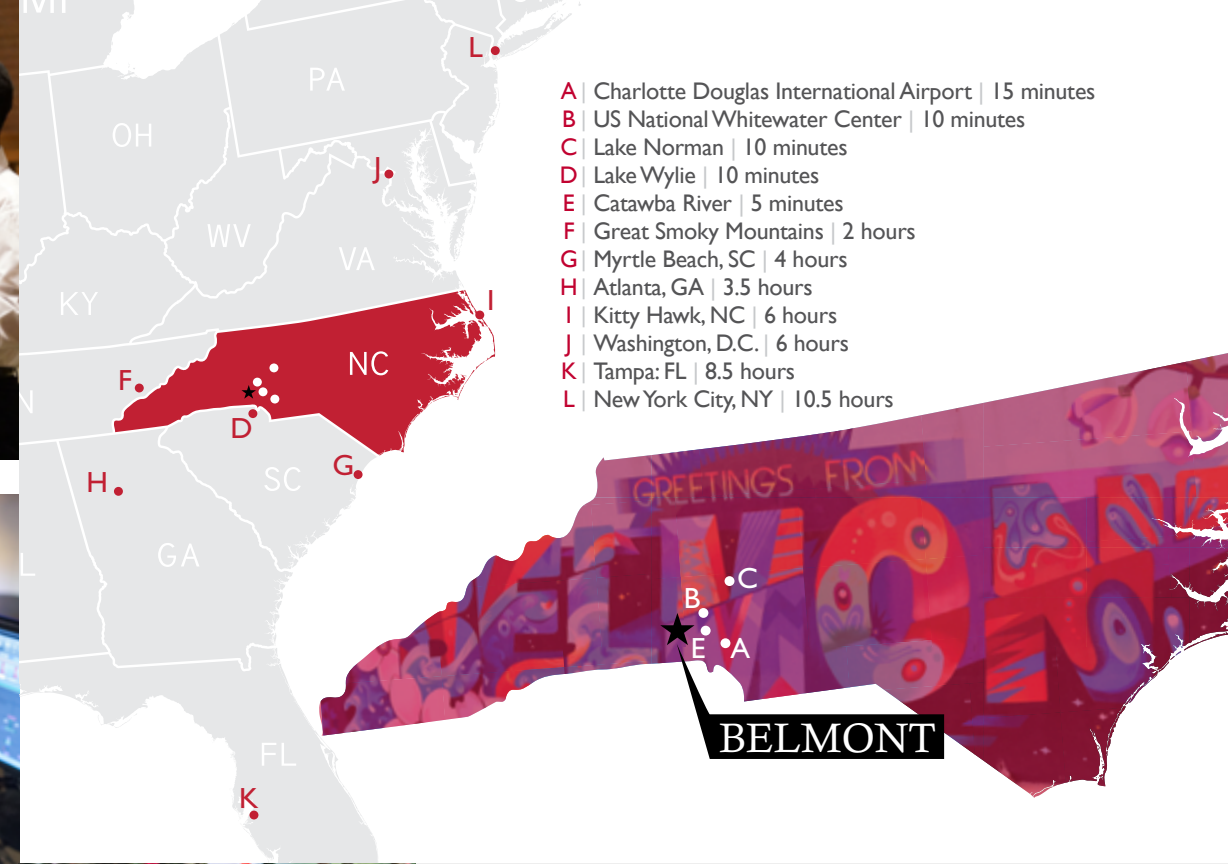 MI
L
PA
OH
J
WV
VA
KY
I
NC
F
N
D
G
SC
H
GA
L
FL
K
A | Charlotte Douglas International Airport | 15 minutes
B | US National Whitewater Center | 10 minutes
C | Lake Norman | 10 minutes
D | Lake Wylie | 10 minutes
E | Catawba River | 5 minutes
F | Great Smoky Mountains | 2 hours
G | Myrtle Beach, SC | 4 hours
H | Atlanta, GA | 3.5 hours
I | Kitty Hawk, NC | 6 hours
J | Washington, D.C. | 6 hours
K | Tampa: FL | 8.5 hours
L | New York City, NY | 10.5 hours
GREETINGS FROM
BELMONT
C
B
E
A
BELMONT